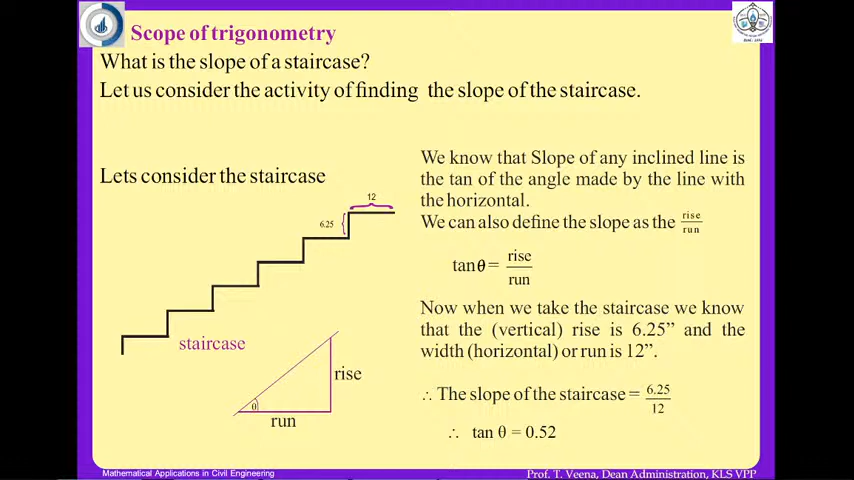 Scope of trigonometry
What is the slope of a staircase?
Let us consider the activity of finding the slope of the staircase.
Lets consider the staircase
12
6.25
staircase
rise
θ
run
We know that Slope of any inclined line is
the tan of the angle made by the line with
the horizontal.
We can also define the slope as the rise/run
tanθ = rise/run
Now when we take the staircase we know
that the (vertical) rise is 6.25” and the
width (horizontal) or run is 12”.
∴ The slope of the staircase = 6.25/12
∴ tan θ = 0.52
Mathematical Applications in Civil Engineering
Prof. T. Veena, Dean Administration, KLS VPP